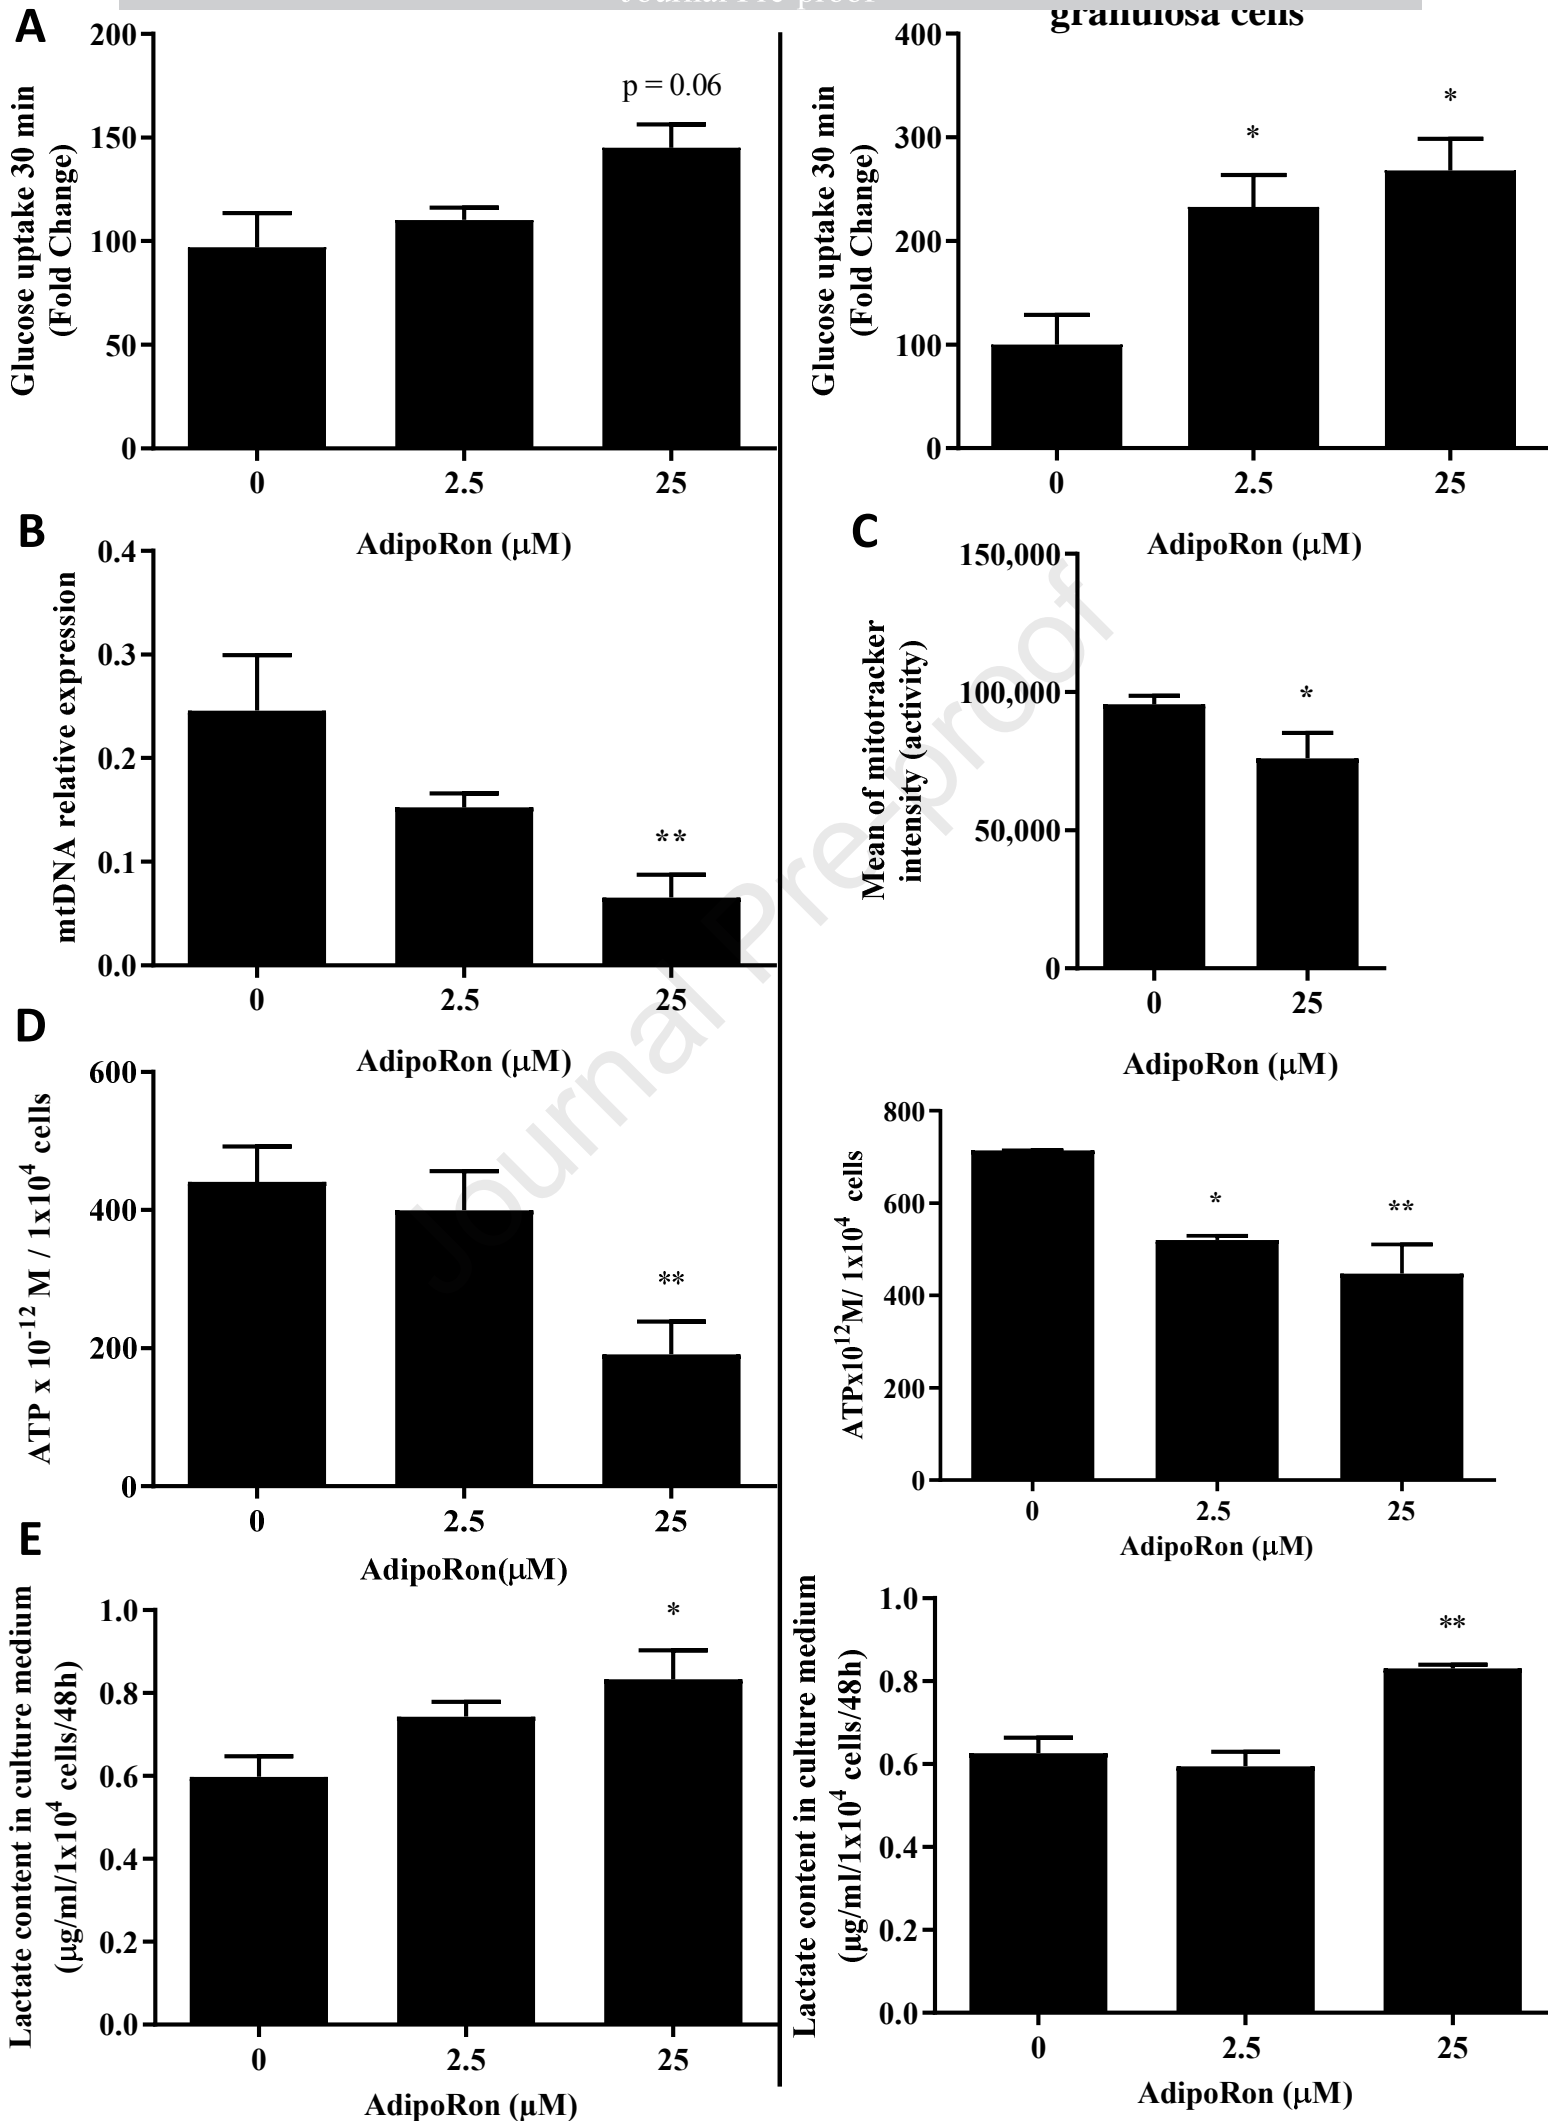 Journal Pre-proof
granulosa cells
A
200
150
100
50
0
Glucose uptake 30 min
(Fold Change)
p = 0.06
0 2.5 25
AdipoRon (μM)
400
300
200
100
0
Glucose uptake 30 min
(Fold Change)
*
*
0 2.5 25
AdipoRon (μM)
B
0.4
0.3
0.2
0.1
0.0
mtDNA relative expression
**
0 2.5 25
AdipoRon (μM)
C
150,000
100,000
50,000
0
Mean of mitotracker
intensity (activity)
*
0 25
AdipoRon (μM)
D
600
400
200
0
ATP x 10⁻¹² M / 1x10⁴ cells
**
0 2.5 25
AdipoRon(μM)
800
600
400
200
0
ATPx10¹²M/ 1x10⁴ cells
*
**
0 2.5 25
AdipoRon (μM)
E
1.0
0.8
0.6
0.4
0.2
0.0
Lactate content in culture medium
(μg/ml/1x10⁴ cells/48h)
*
0 2.5 25
AdipoRon (μM)
1.0
0.8
0.6
0.4
0.2
0.0
Lactate content in culture medium
(μg/ml/1x10⁴ cells/48h)
**
0 2.5 25
AdipoRon (μM)
Journal Pre-proof